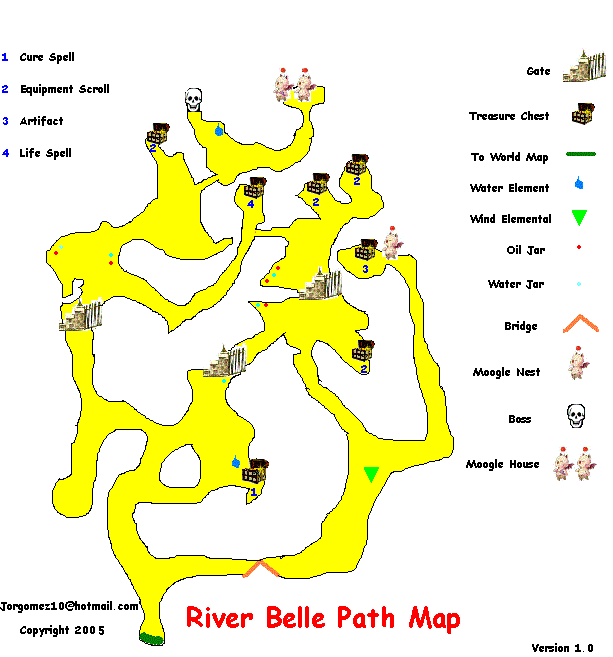 1 Cure Spell
2 Equipment Scroll
3 Artifact
4 Life Spell
Gate
Treasure Chest
To World Map
Water Element
Wind Elemental
Oil Jar
Water Jar
Bridge
Moogle Nest
Boss
Moogle House
2
4
2
2
3
2
1
Jorgomez10@hotmail.com
Copyright 2005
River Belle Path Map
Version 1.0